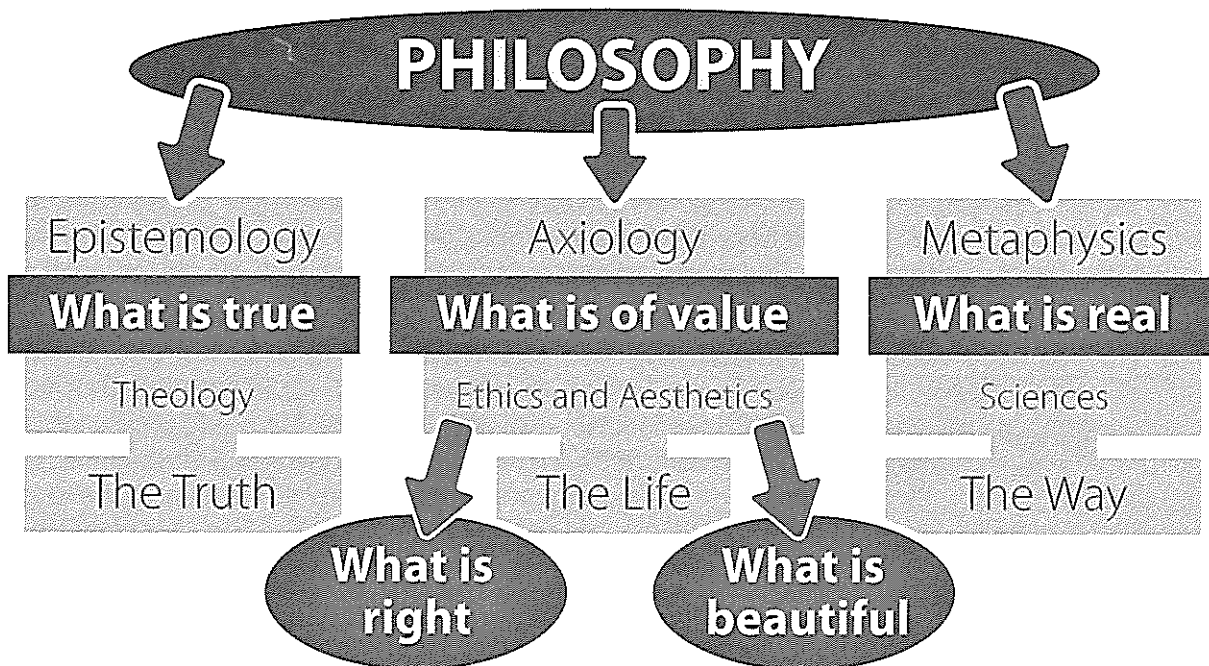 PHILOSOPHY
Epistemology
What is true
Theology
The Truth
Axiology
What is of value
Ethics and Aesthetics
The Life
What is
right
What is
beautiful
Metaphysics
What is real
Sciences
The Way